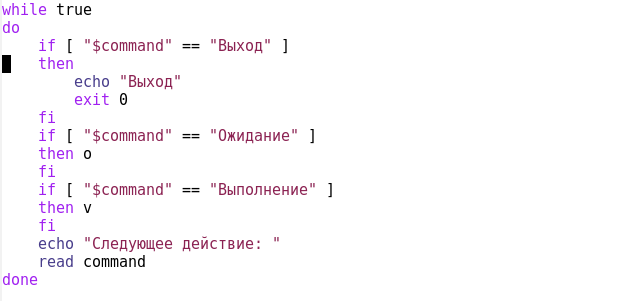 while true
do
    if [ "$command" == "Выход" ]
    then
        echo "Выход"
        exit 0
    fi
    if [ "$command" == "Ожидание" ]
    then o
    fi
    if [ "$command" == "Выполнение" ]
    then v
    fi
    echo "Следующее действие: "
    read command
done